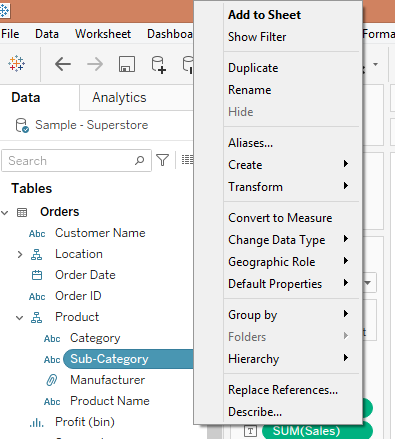 File Data Worksheet Dashboa
Forma
Data Analytics
Sample - Superstore
Search
Tables
Orders
Abc Customer Name
Location
Order Date
Abc Order ID
Product
Abc Category
Abc Sub-Category
Manufacturer
Abc Product Name
Profit (bin)
Add to Sheet
Show Filter
Duplicate
Rename
Hide
Aliases...
Create
Transform
Convert to Measure
Change Data Type
Geographic Role
Default Properties
Group by
Folders
Hierarchy
Replace References...
Describe...
T SUM(Sales)